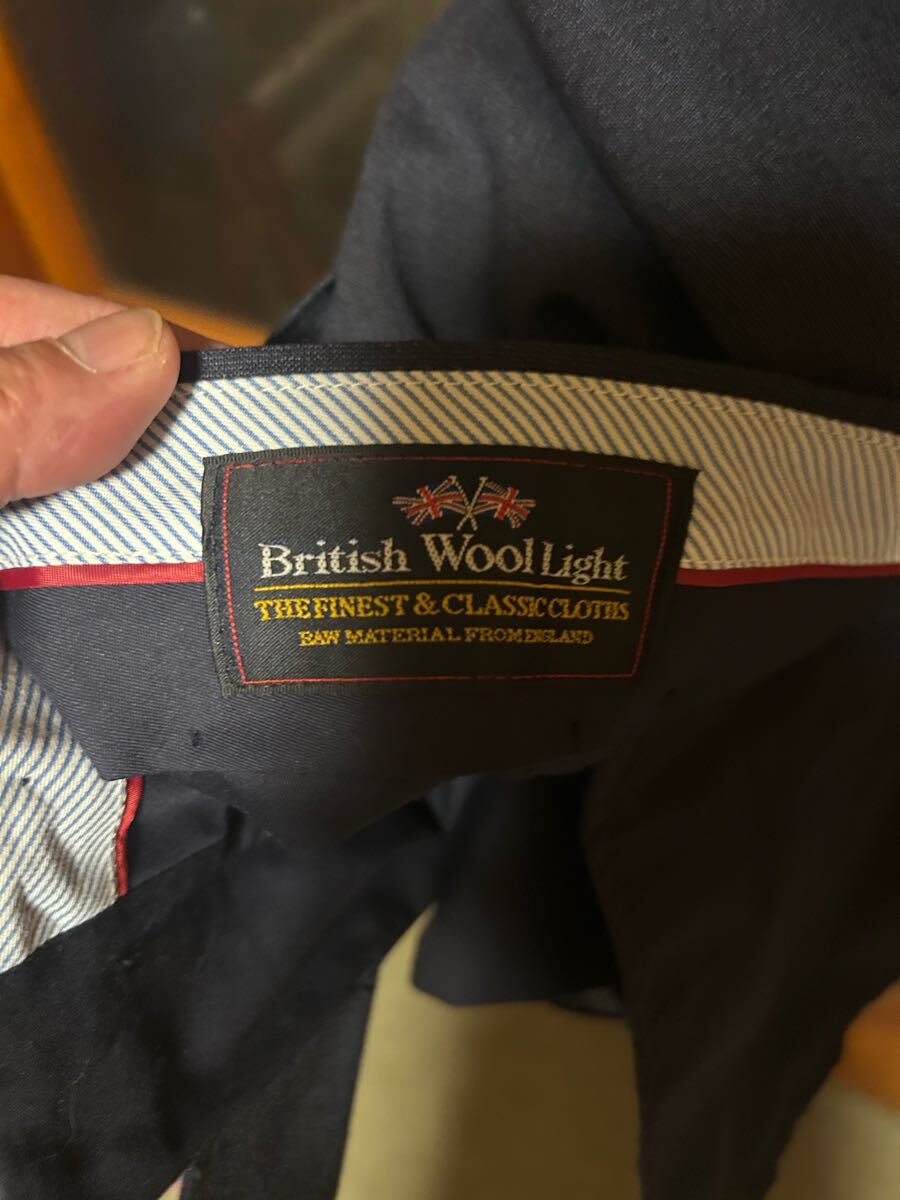 British Wool Light
THE FINEST & CLASSIC CLOTHS
RAW MATERIAL FROM ENGLAND